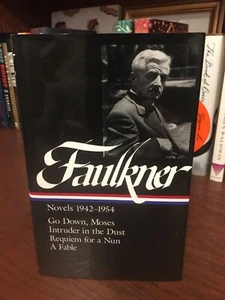 Faulkner
Novels 1942–1954
Go Down, Moses
Intruder in the Dust
Requiem for a Nun
A Fable